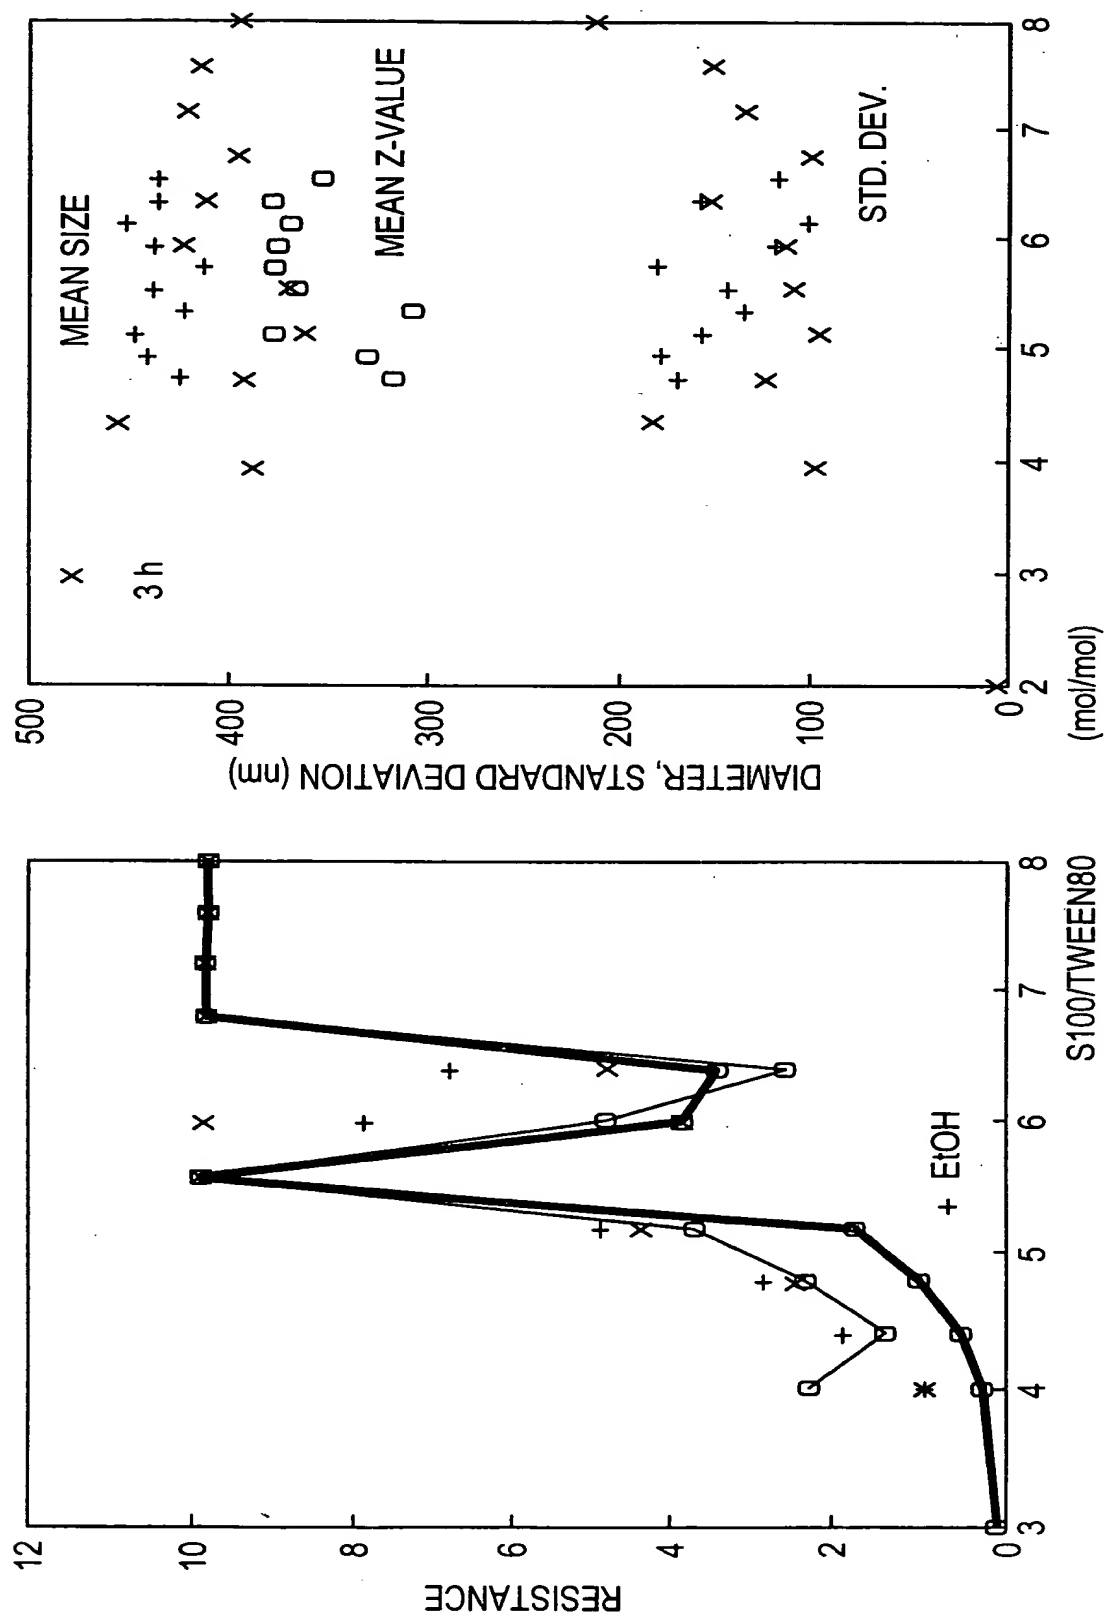 12
10
8
6
4
2
0
RESISTANCE
3
4
5
6
7
8
+ EtOH
S100/TWEEN80
(mol/mol)
500
400
300
200
100
0
DIAMETER, STANDARD DEVIATION (nm)
2
3
4
5
6
7
8
MEAN SIZE
3 h
MEAN Z-VALUE
STD. DEV.